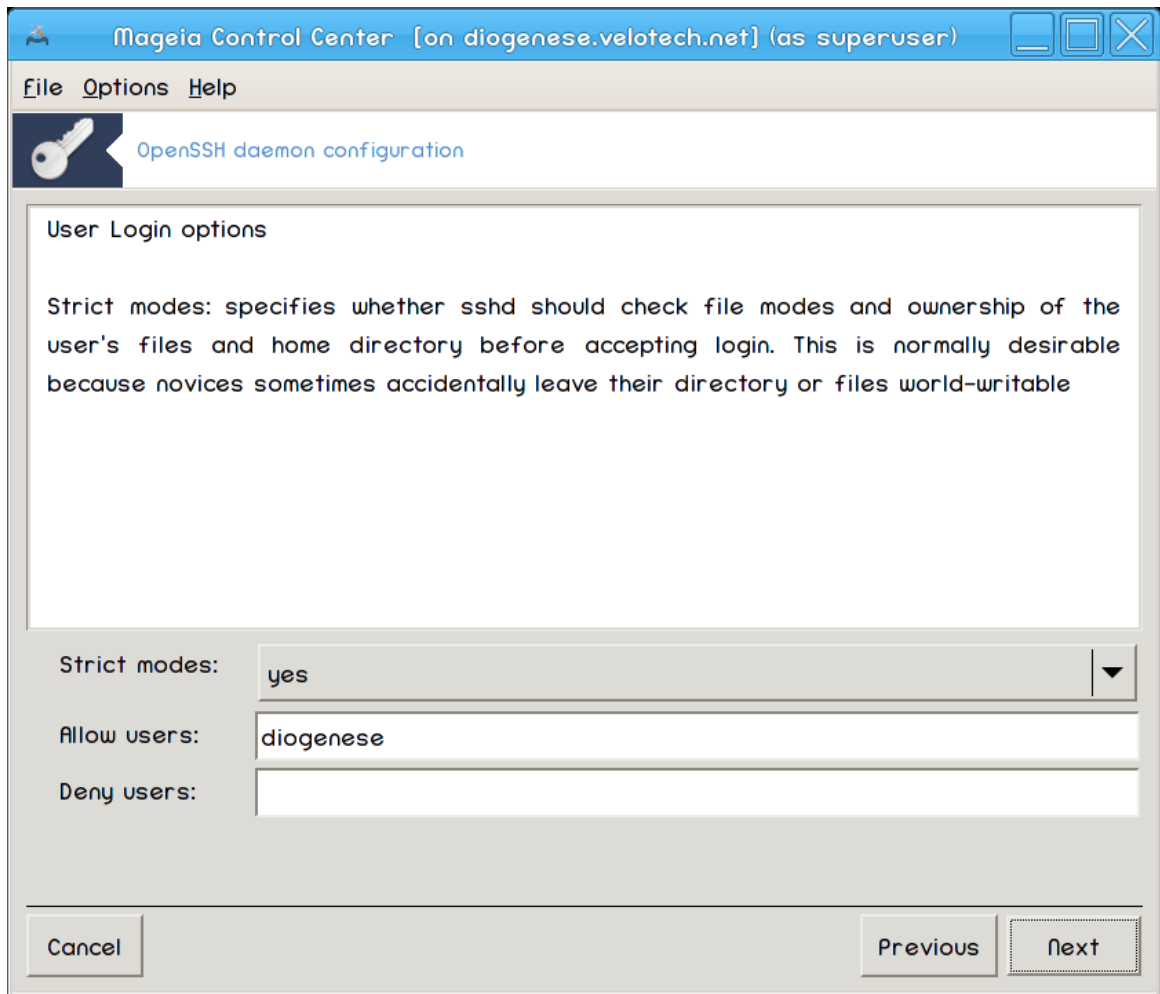 Mageia Control Center [on diogenese.velotech.net] (as superuser)
File Options Help
OpenSSH daemon configuration
User Login options
Strict modes: specifies whether sshd should check file modes and ownership of the
user's files and home directory before accepting login. This is normally desirable
because novices sometimes accidentally leave their directory or files world-writable
Strict modes: yes
Allow users: diogenese
Deny users:
Cancel Previous Next